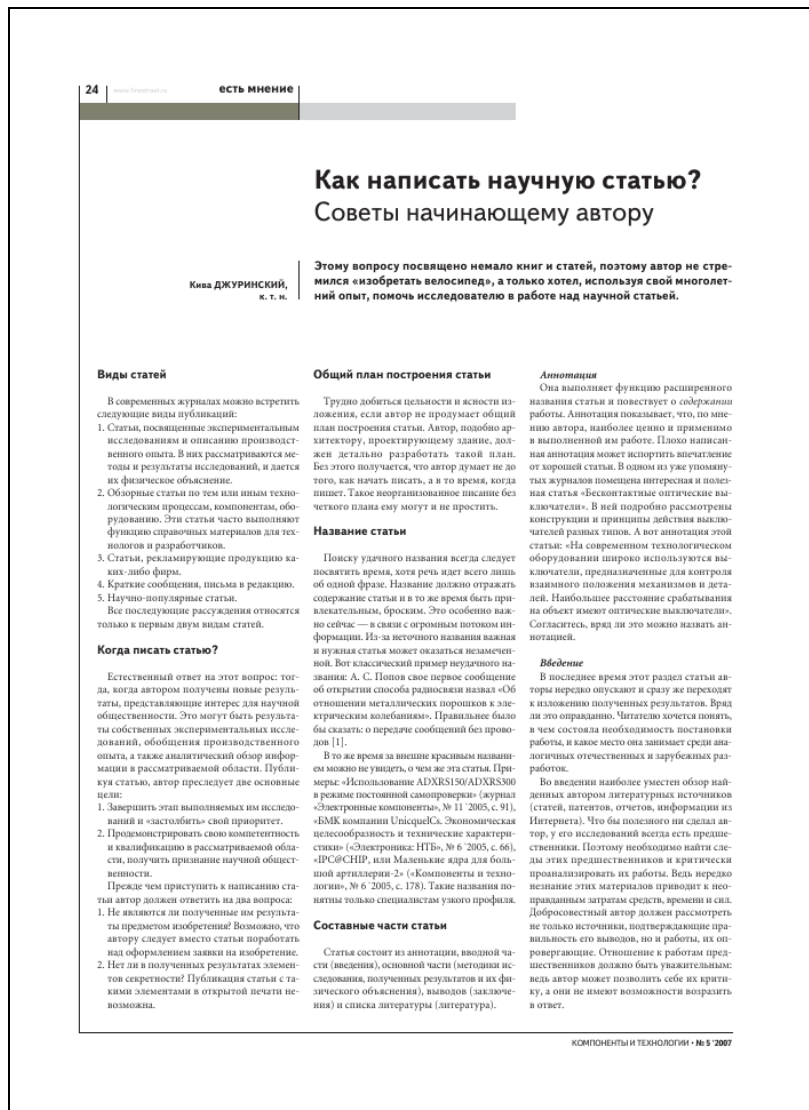 24
www.finestreet.ru
есть мнение
Как написать научную статью?
Советы начинающему автору
Кива ДЖУРИНСКИЙ,
к. т. н.
Этому вопросу посвящено немало книг и статей, поэтому автор не стре-
мился «изобретать велосипед», а только хотел, используя свой многолет-
ний опыт, помочь исследователю в работе над научной статьей.
Виды статей
В современных журналах можно встретить
следующие виды публикаций:
1. Статьи, посвященные экспериментальным
исследованиям и описанию производст-
венного опыта. В них рассматриваются ме-
тоды и результаты исследований, и дается
их физическое объяснение.
2. Обзорные статьи по тем или иным техно-
логическим процессам, компонентам, обо-
рудованию. Эти статьи часто выполняют
функцию справочных материалов для тех-
нологов и разработчиков.
3. Статьи, рекламирующие продукцию ка-
ких-либо фирм.
4. Краткие сообщения, письма в редакцию.
5. Научно-популярные статьи.
Все последующие рассуждения относятся
только к первым двум видам статей.
Когда писать статью?
Естественный ответ на этот вопрос: тог-
да, когда автором получены новые резуль-
таты, представляющие интерес для научной
общественности. Это могут быть результа-
ты собственных экспериментальных иссле-
дований, обобщения производственного
опыта, а также аналитический обзор инфор-
мации в рассматриваемой области. Публи-
куя статью, автор преследует две основные
цели:
1. Завершить этап выполняемых им исследо-
ваний и «застолбить» свой приоритет.
2. Продемонстрировать свою компетентность
и квалификацию в рассматриваемой обла-
сти, получить признание научной общест-
венности.
Прежде чем приступить к написанию ста-
тьи автор должен ответить на два вопроса:
1. Не являются ли полученные им результа-
ты предметом изобретения? Возможно, что
автору следует вместо статьи поработать
над оформлением заявки на изобретение.
2. Нет ли в полученных результатах элемен-
тов секретности? Публикация статьи с та-
кими элементами в открытой печати не-
возможна.
Общий план построения статьи
Трудно добиться цельности и ясности из-
ложения, если автор не продумает общий
план построения статьи. Автор, подобно ар-
хитектору, проектирующему здание, дол-
жен детально разработать такой план.
Без этого получается, что автор думает не до
того, как начать писать, а в то время, когда
пишет. Такое неорганизованное писание без
четкого плана ему могут и не простить.
Название статьи
Поиску удачного названия всегда следует
посвятить время, хотя речь идет всего лишь
об одной фразе. Название должно отражать
содержание статьи и в то же время быть при-
влекательным, броским. Это особенно важ-
но сейчас — в связи с огромным потоком ин-
формации. Из-за неточного названия важная
и нужная статья может оказаться незамечен-
ной. Вот классический пример неудачного на-
звания: А. С. Попов свое первое сообщение
об открытии способа радиосвязи назвал «Об
отношении металлических порошков к эле-
ктрическим колебаниям». Правильнее было
бы сказать: о передаче сообщений без прово-
дов [1].
В то же время за внешне красивым названи-
ем можно не увидеть, о чем же эта статья. При-
меры: «Использование ADXRS150/ADXRS300
в режиме постоянной самопроверки» (журнал
«Электронные компоненты», № 11`2005, с. 91),
«БМК компании UnicquelCs. Экономическая
целесообразность и технические характери-
стики» («Электроника: НТБ», № 6`2005, с. 66),
«IPC@CHIP, или Маленькие ядра для боль-
шой артиллерии-2» («Компоненты и техно-
логии», № 6`2005, с. 178). Такие названия по-
нятны только специалистам узкого профиля.
Составные части статьи
Статья состоит из аннотации, вводной ча-
сти (введения), основной части (методики ис-
следования, полученных результатов и их фи-
зического объяснения), выводов (заключе-
ния) и списка литературы (литература).
Аннотация
Она выполняет функцию расширенного
названия статьи и повествует о содержании
работы. Аннотация показывает, что, по мне-
нию автора, наиболее ценно и применимо
в выполненной им работе. Плохо написан-
ная аннотация может испортить впечатление
от хорошей статьи. В одном из уже упомяну-
тых журналов помещена интересная и полез-
ная статья «Бесконтактные оптические вы-
ключатели». В ней подробно рассмотрены
конструкции и принципы действия выклю-
чателей разных типов. А вот аннотация этой
статьи: «На современном технологическом
оборудовании широко используются вы-
ключатели, предназначенные для контроля
взаимного положения механизмов и дета-
лей. Наибольшее расстояние срабатывания
на объект имеют оптические выключатели».
Согласитесь, вряд ли это можно назвать ан-
нотацией.
Введение
В последнее время этот раздел статьи ав-
торы нередко опускают и сразу же переходят
к изложению полученных результатов. Вряд
ли это оправданно. Читателю хочется понять,
в чем состояла необходимость постановки
работы, и какое место она занимает среди ана-
логичных отечественных и зарубежных раз-
работок.
Во введении наиболее уместен обзор най-
денных автором литературных источников
(статей, патентов, отчетов, информации из
Интернета). Что бы полезного ни сделал ав-
тор, у его исследований всегда есть предше-
ственники. Поэтому необходимо найти сле-
ды этих предшественников и критически
проанализировать их работы. Ведь нередко
незнание этих материалов приводит к нео-
правданным затратам средств, времени и сил.
Добросовестный автор должен рассмотреть
не только источники, подтверждающие пра-
вильность его выводов, но и работы, их оп-
ровергающие. Отношение к работам пред-
шественников должно быть уважительным:
ведь автор может позволить себе их крити-
ку, а они не имеют возможности возразить
в ответ.
КОМПОНЕНТЫ И ТЕХНОЛОГИИ • № 5 '2007